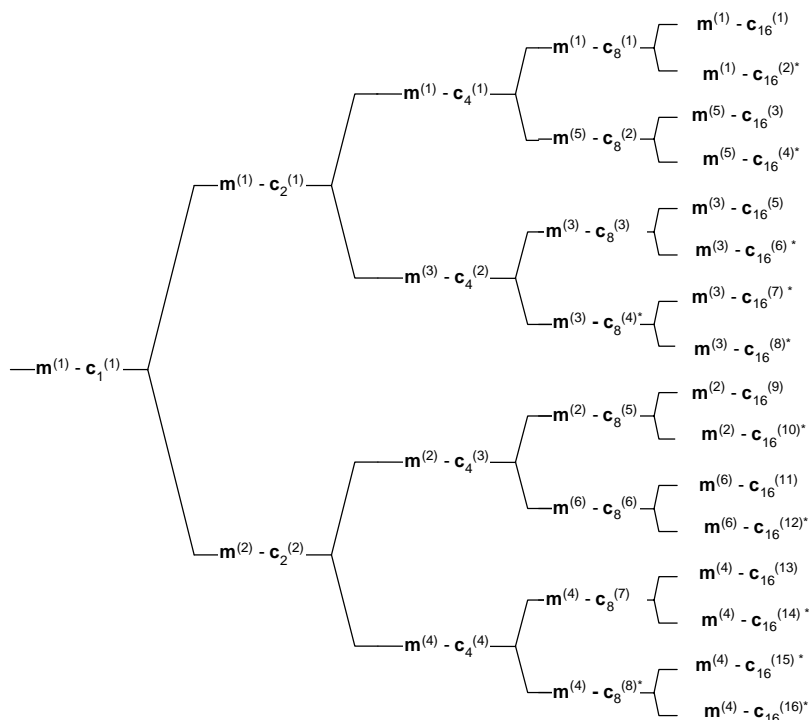 m(1) - c16(1)
m(1) - c8(1)
m(1) - c16(2)*
m(1) - c4(1)
m(5) - c16(3)
m(5) - c8(2)
m(5) - c16(4)*
m(1) - c2(1)
m(3) - c16(5)
m(3) - c8(3)
m(3) - c16(6) *
m(3) - c4(2)
m(3) - c16(7) *
m(3) - c8(4)*
m(3) - c16(8)*
m(1) - c1(1)
m(2) - c16(9)
m(2) - c8(5)
m(2) - c16(10)*
m(2) - c4(3)
m(6) - c16(11)
m(6) - c8(6)
m(6) - c16(12)*
m(2) - c2(2)
m(4) - c16(13)
m(4) - c8(7)
m(4) - c16(14) *
m(4) - c4(4)
m(4) - c16(15) *
m(4) - c8(8)*
m(4) - c16(16)*